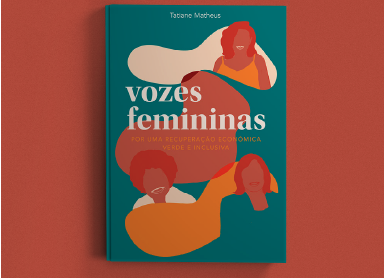 Tatiane Matheus
vozes
femininas
POR UMA RECUPERAÇÃO ECONÔMICA
VERDE E INCLUSIVA